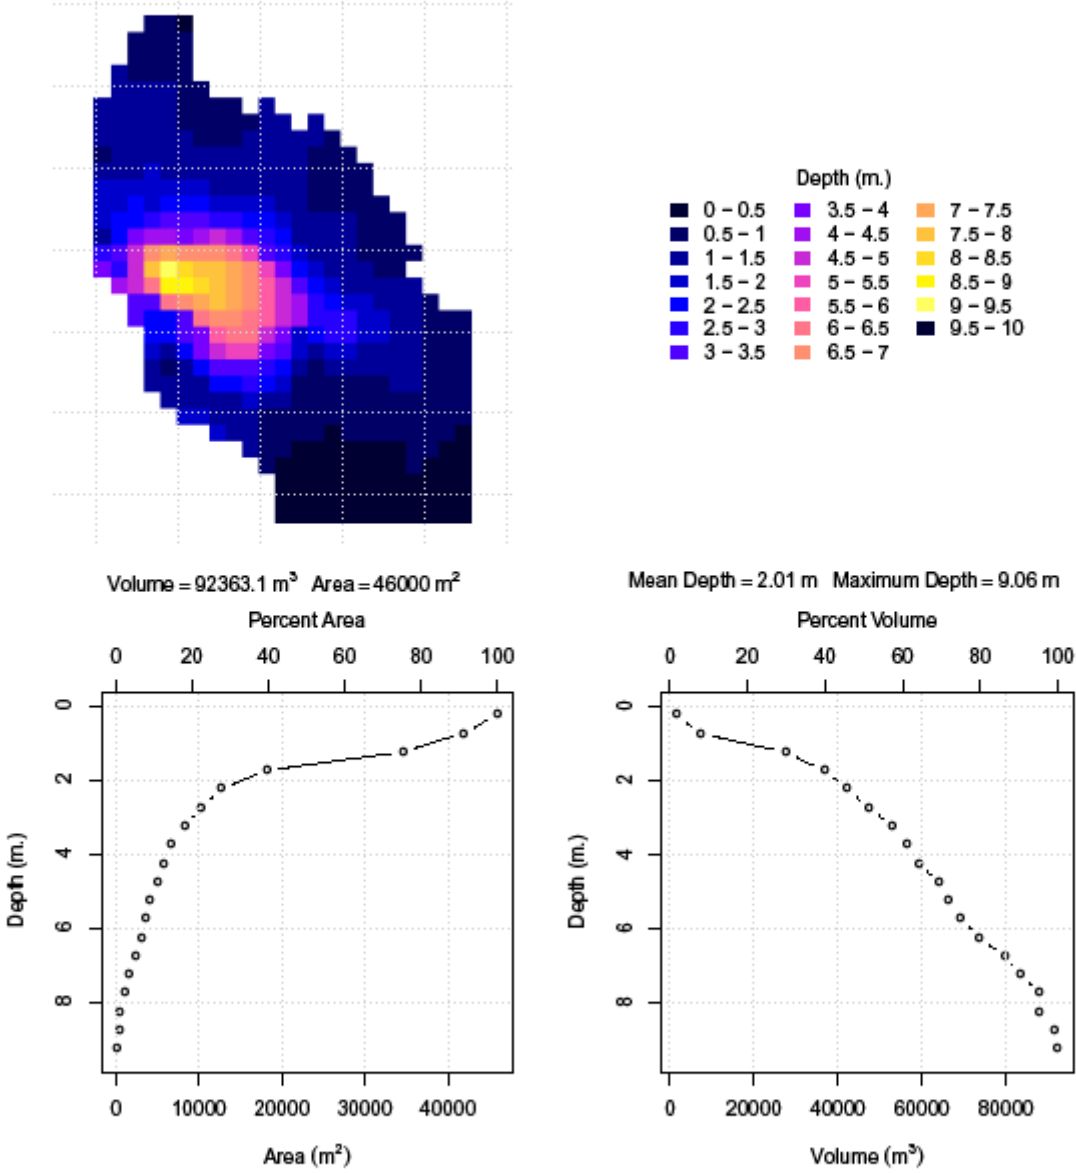 Depth (m.)
0 – 0.5 3.5 – 4 7 – 7.5
0.5 – 1 4 – 4.5 7.5 – 8
1 – 1.5 4.5 – 5 8 – 8.5
1.5 – 2 5 – 5.5 8.5 – 9
2 – 2.5 5.5 – 6 9 – 9.5
2.5 – 3 6 – 6.5 9.5 – 10
3 – 3.5 6.5 – 7
Volume = 92363.1 m³ Area = 46000 m²
Percent Area
0 20 40 60 80 100
Depth (m.)
0
2
4
6
8
0 10000 20000 30000 40000
Area (m²)
Mean Depth = 2.01 m Maximum Depth = 9.06 m
Percent Volume
0 20 40 60 80 100
Depth (m.)
0
2
4
6
8
0 20000 40000 60000 80000
Volume (m³)